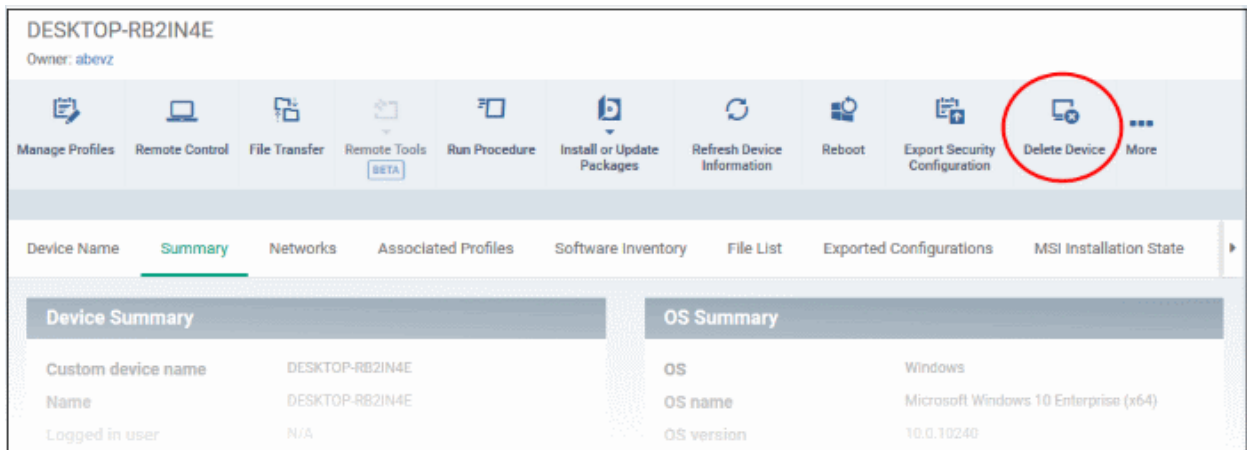 DESKTOP-RB2IN4E
Owner: abevz
Manage Profiles
Remote Control
File Transfer
Remote Tools
BETA
Run Procedure
Install or Update
Packages
Refresh Device
Information
Reboot
Export Security
Configuration
Delete Device
More
Device Name Summary Networks Associated Profiles Software Inventory File List Exported Configurations MSI Installation State
Device Summary
Custom device name DESKTOP-RB2IN4E
Name DESKTOP-RB2IN4E
Logged in user N/A
OS Summary
OS Windows
OS name Microsoft Windows 10 Enterprise (x64)
OS version 10.0.10240